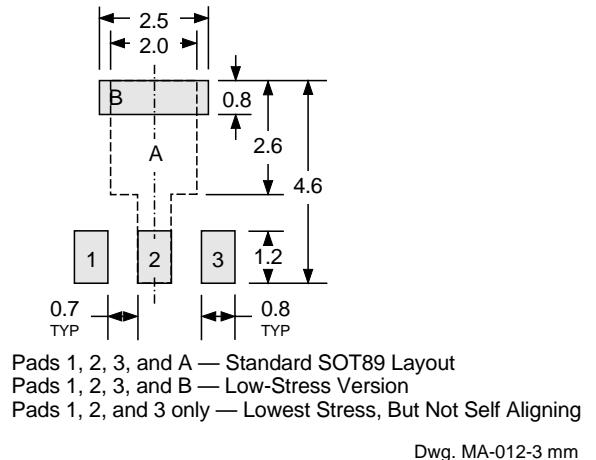 2.5
2.0
B
0.8
A
2.6
4.6
1 2 3 1.2
0.7 0.8
TYP TYP
Pads 1, 2, 3, and A — Standard SOT89 Layout
Pads 1, 2, 3, and B — Low-Stress Version
Pads 1, 2, and 3 only — Lowest Stress, But Not Self Aligning
Dwg. MA-012-3 mm